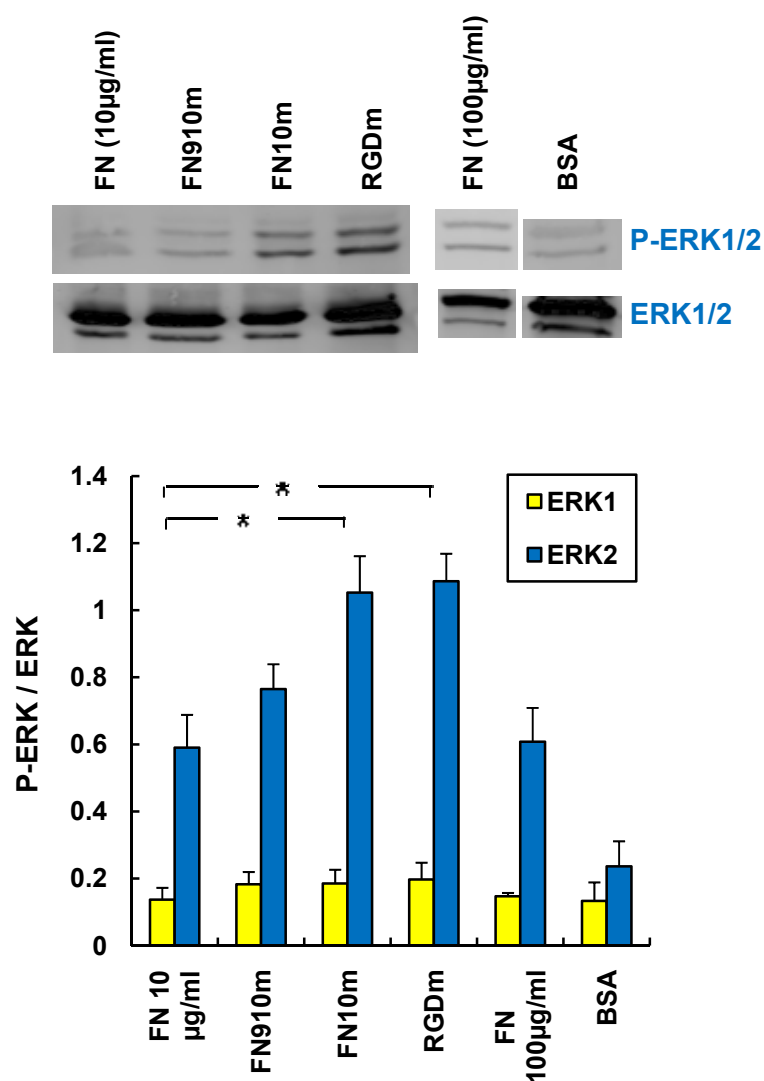 FN (10µg/ml)
FN910m
FN10m
RGDm
FN (100µg/ml)
BSA
P-ERK1/2
ERK1/2
1.4
1.2
1
0.8
0.6
0.4
0.2
0
P-ERK / ERK
*
*
ERK1
ERK2
FN 10
µg/ml
FN910m
FN10m
RGDm
FN
100µg/ml
BSA